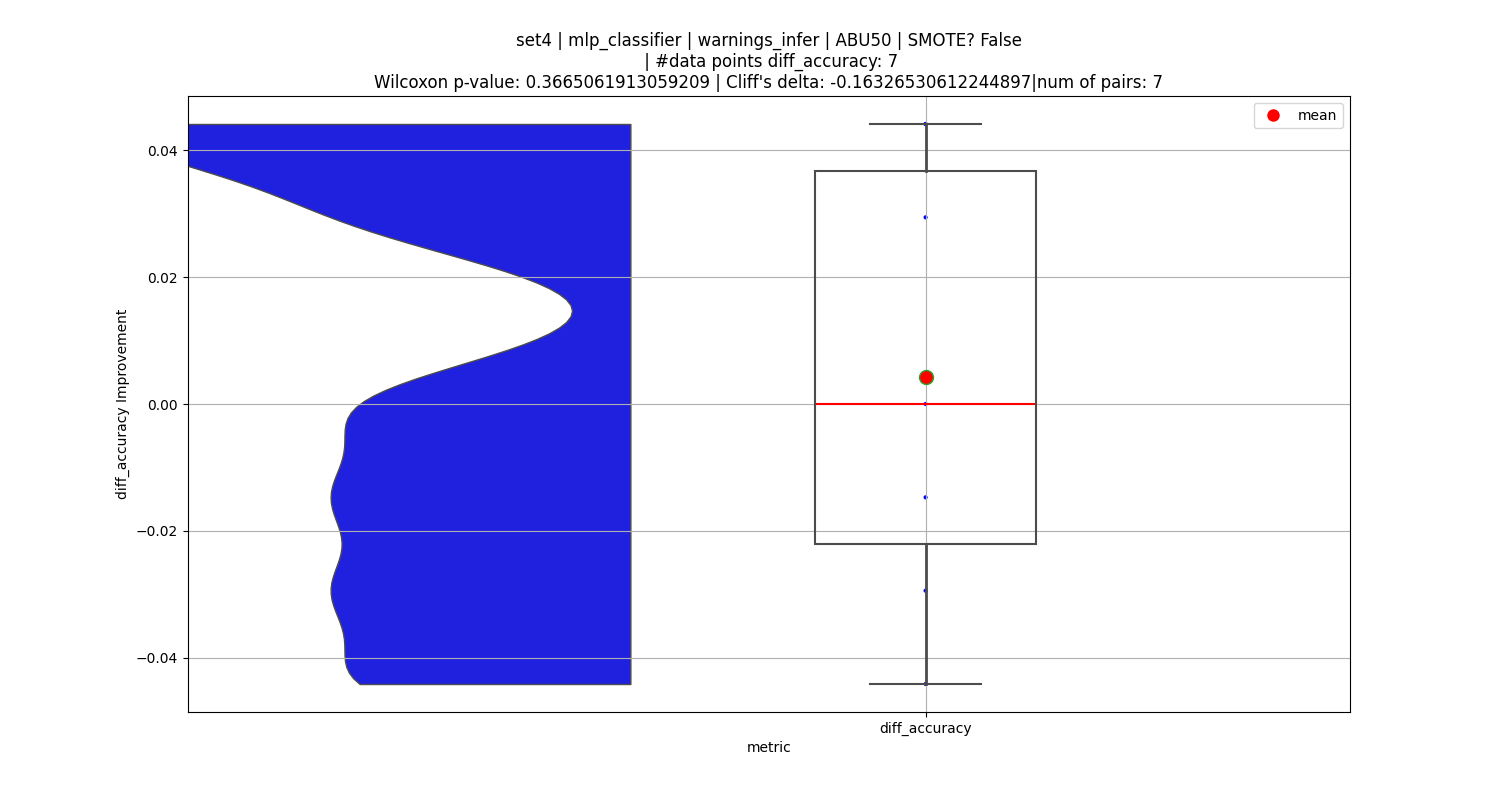 set4 | mlp_classifier | warnings_infer | ABU50 | SMOTE? False
| #data points diff_accuracy: 7
Wilcoxon p-value: 0.3665061913059209 | Cliff's delta: -0.16326530612244897|num of pairs: 7
mean
0.04
0.02
0.00
−0.02
−0.04
diff_accuracy Improvement
diff_accuracy
metric